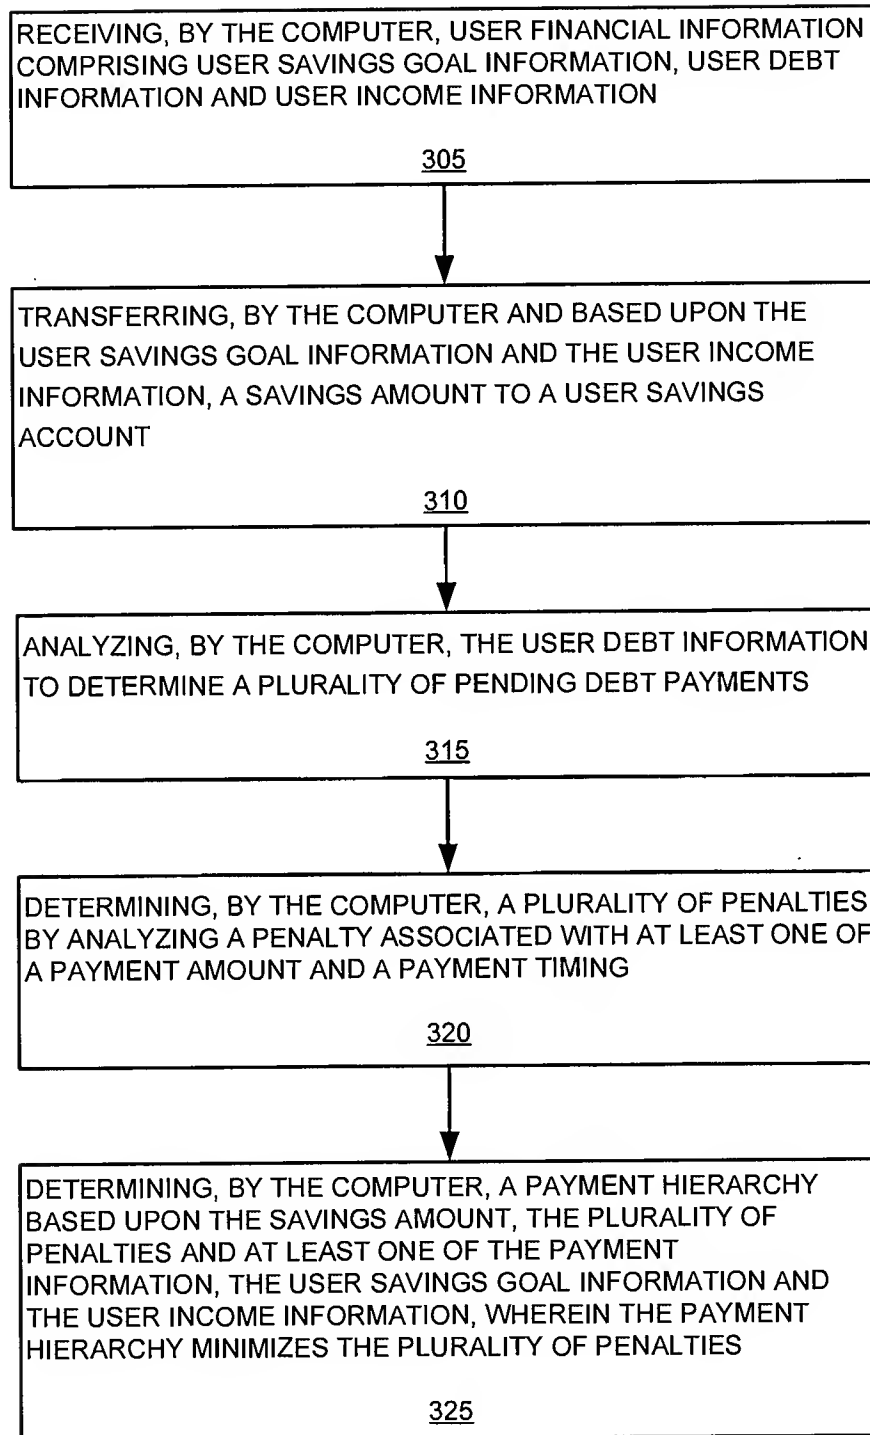 RECEIVING, BY THE COMPUTER, USER FINANCIAL INFORMATION
COMPRISING USER SAVINGS GOAL INFORMATION, USER DEBT
INFORMATION AND USER INCOME INFORMATION
305
TRANSFERRING, BY THE COMPUTER AND BASED UPON THE
USER SAVINGS GOAL INFORMATION AND THE USER INCOME
INFORMATION, A SAVINGS AMOUNT TO A USER SAVINGS
ACCOUNT
310
ANALYZING, BY THE COMPUTER, THE USER DEBT INFORMATION
TO DETERMINE A PLURALITY OF PENDING DEBT PAYMENTS
315
DETERMINING, BY THE COMPUTER, A PLURALITY OF PENALTIES
BY ANALYZING A PENALTY ASSOCIATED WITH AT LEAST ONE OF
A PAYMENT AMOUNT AND A PAYMENT TIMING
320
DETERMINING, BY THE COMPUTER, A PAYMENT HIERARCHY
BASED UPON THE SAVINGS AMOUNT, THE PLURALITY OF
PENALTIES AND AT LEAST ONE OF THE PAYMENT
INFORMATION, THE USER SAVINGS GOAL INFORMATION AND
THE USER INCOME INFORMATION, WHEREIN THE PAYMENT
HIERARCHY MINIMIZES THE PLURALITY OF PENALTIES
325